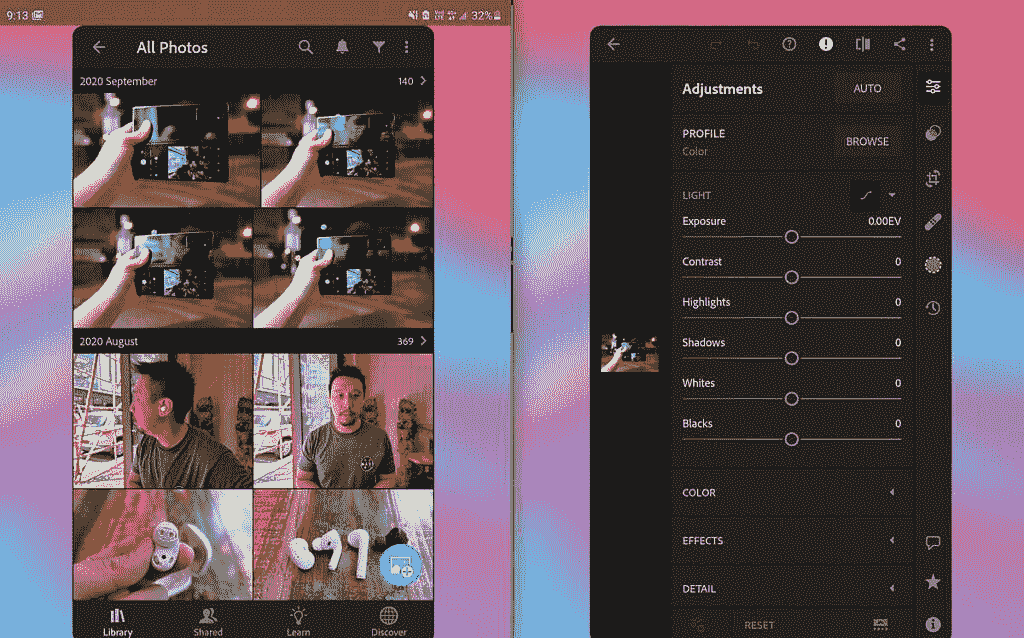 9:13
32%
All Photos
2020 September
140
2020 August
369
Library
Shared
Learn
Discover
Adjustments
AUTO
PROFILE
Color
BROWSE
LIGHT
Exposure
0.00EV
Contrast
0
Highlights
0
Shadows
0
Whites
0
Blacks
0
COLOR
EFFECTS
DETAIL
RESET